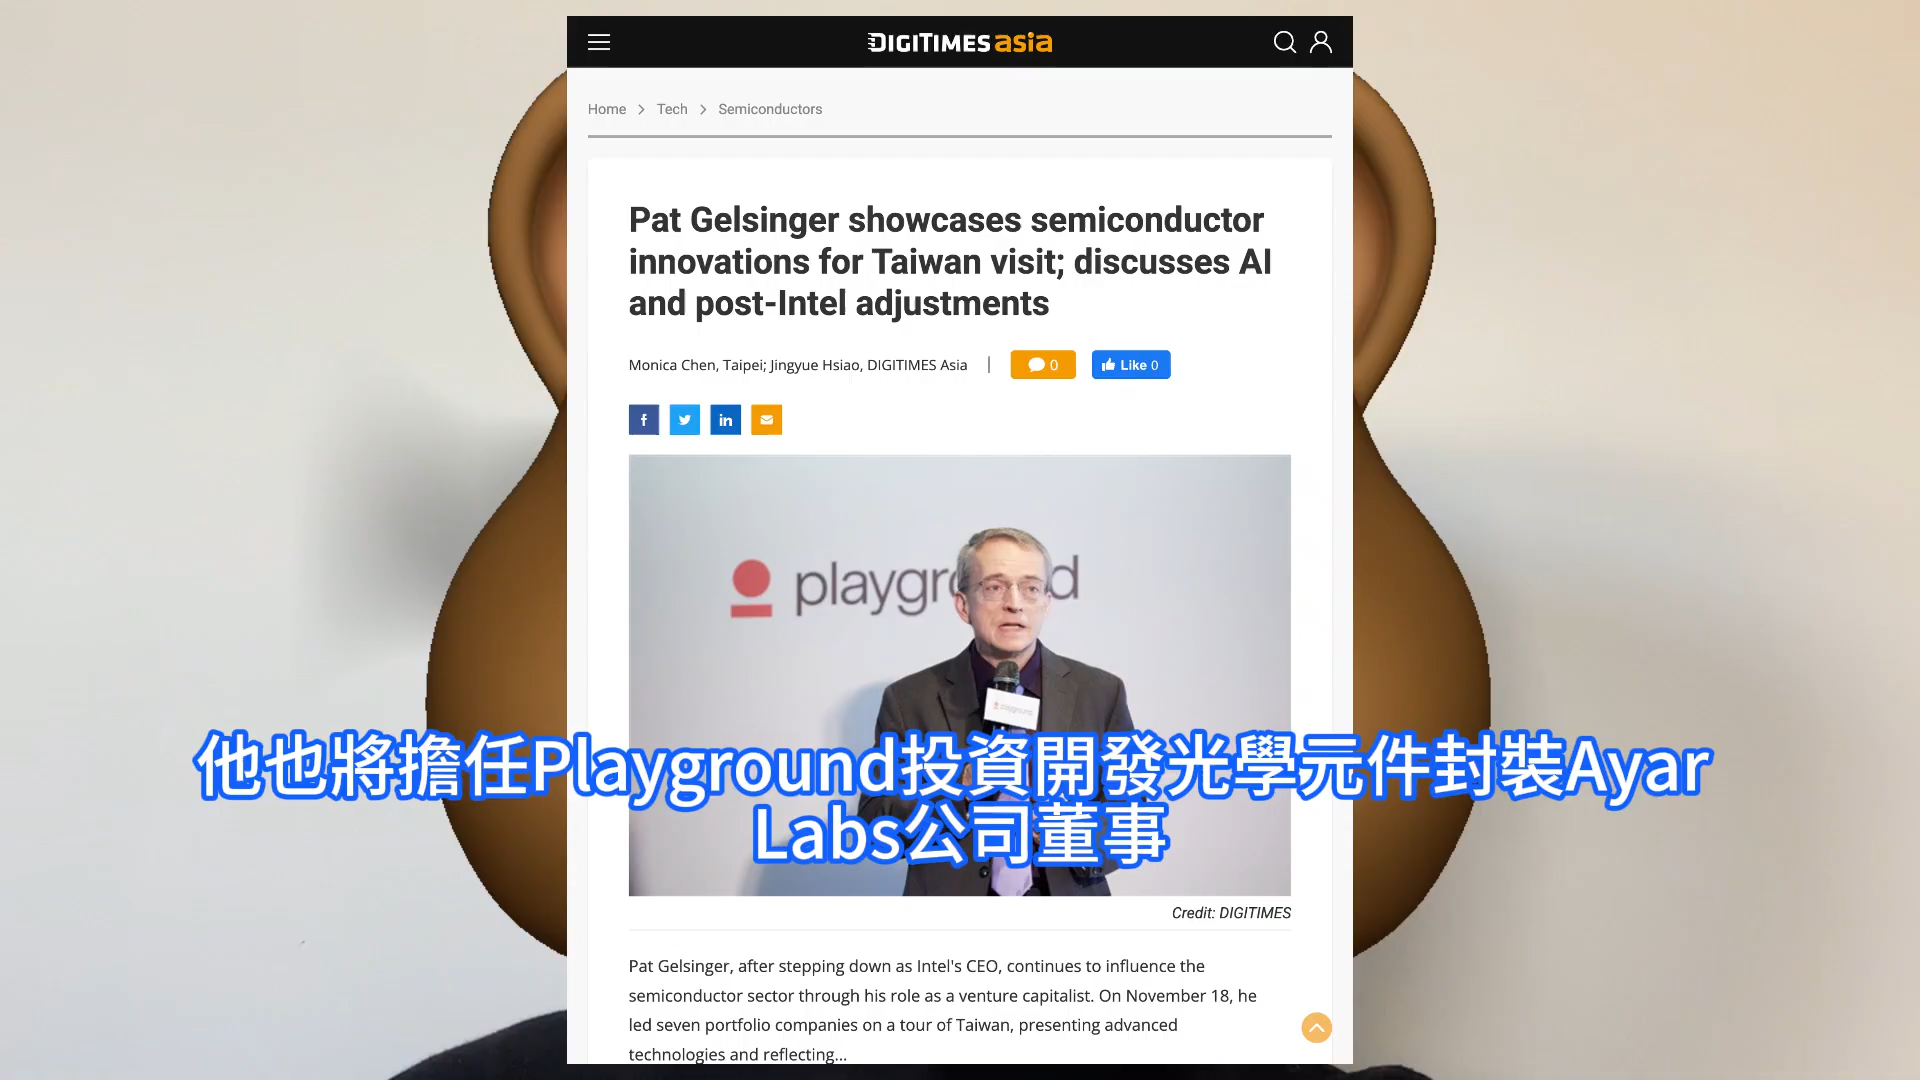 DIGITIMES asia
Home > Tech > Semiconductors
Pat Gelsinger showcases semiconductor
innovations for Taiwan visit; discusses AI
and post-Intel adjustments
Monica Chen, Taipei; Jingyue Hsiao, DIGITIMES Asia | 0 Like 0
playgr d
playground
他也將擔任Playground投資開發光學元件封裝Ayar
Labs公司董事
Credit: DIGITIMES
Pat Gelsinger, after stepping down as Intel's CEO, continues to influence the
semiconductor sector through his role as a venture capitalist. On November 18, he
led seven portfolio companies on a tour of Taiwan, presenting advanced
technologies and reflecting...